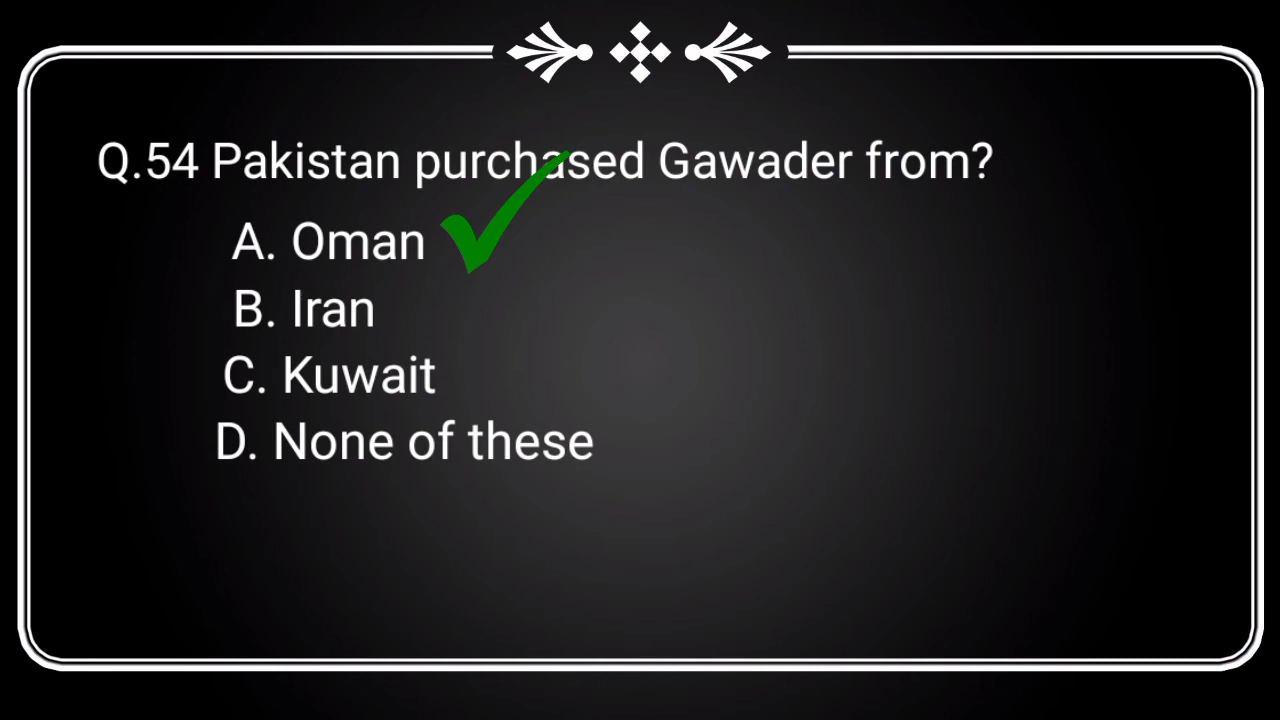 Q.54 Pakistan purchased Gawader from?
A. Oman
B. Iran
C. Kuwait
D. None of these